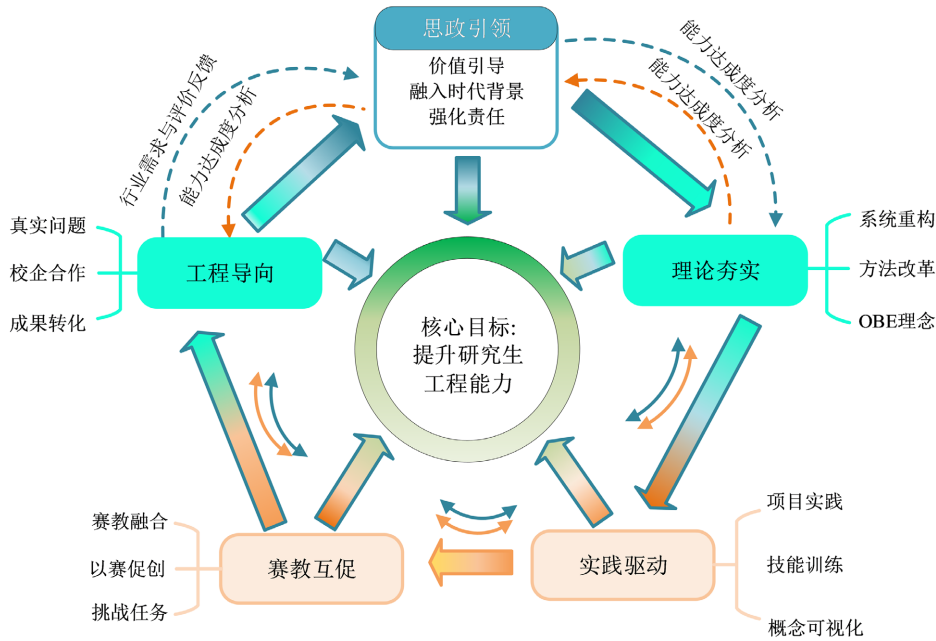 思政引领
价值引导
融入时代背景
强化责任
行业需求与评价反馈
能力达成度分析
能力达成度分析
能力达成度分析
真实问题
校企合作
成果转化
工程导向
理论夯实
系统重构
方法改革
OBE理念
核心目标:
提升研究生
工程能力
赛教融合
以赛促创
挑战任务
赛教互促
实践驱动
项目实践
技能训练
概念可视化